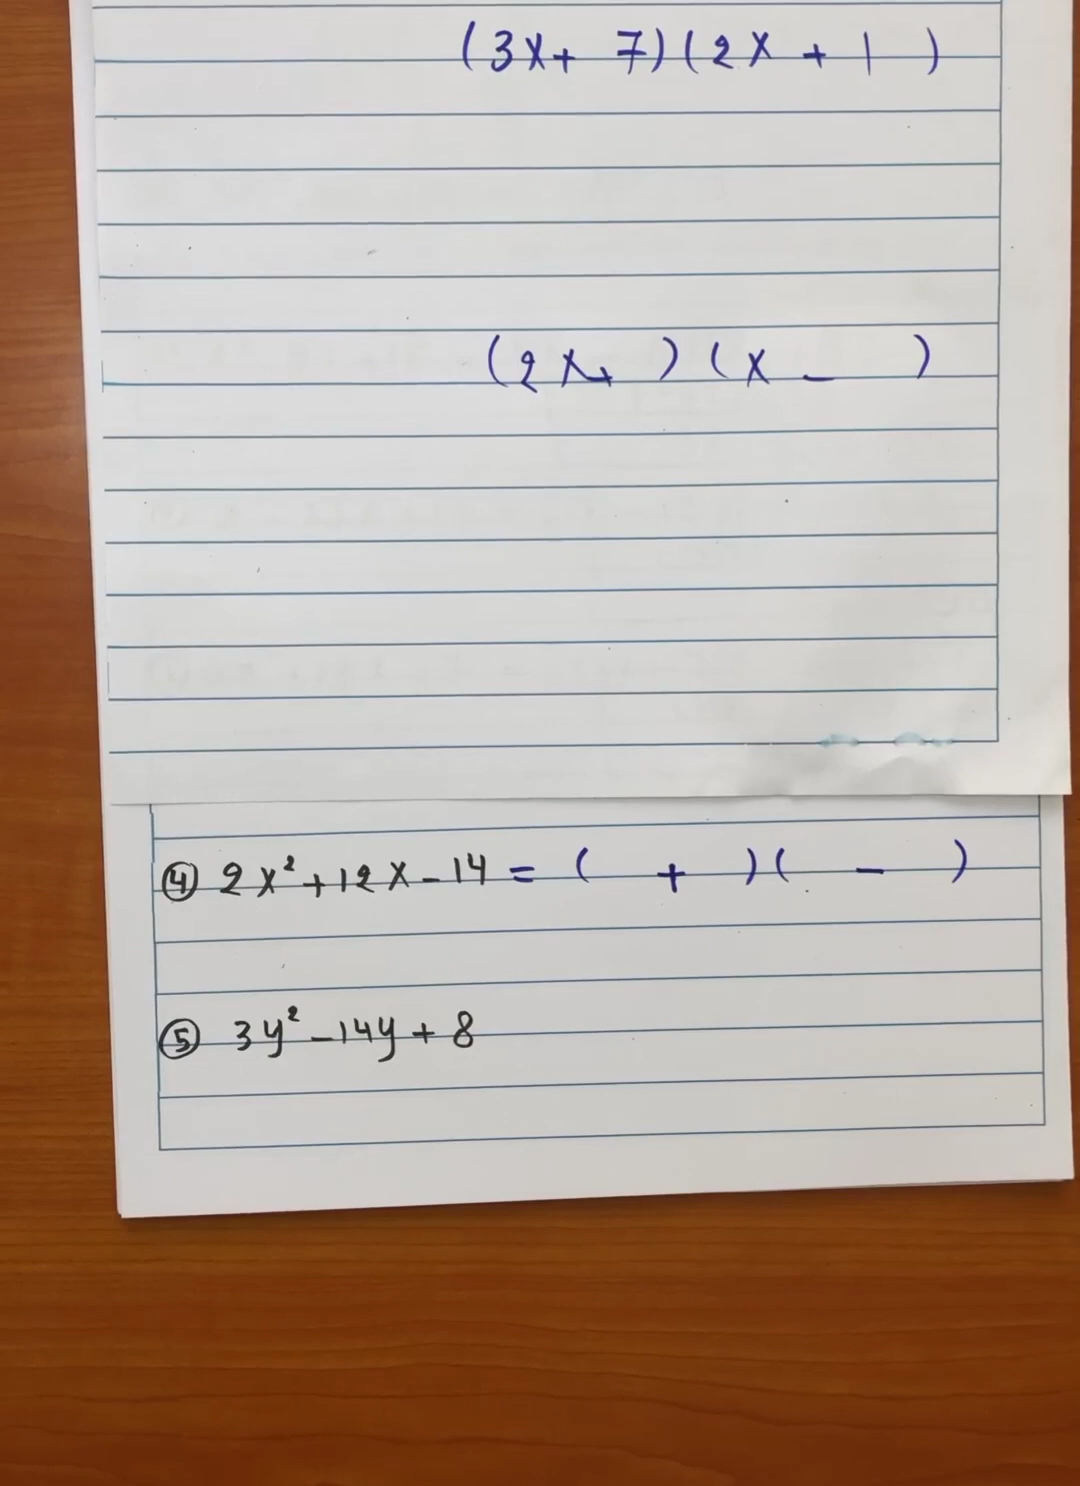 (3x+ 7)(2x + 1 )
(2x+ )(x - )
④ 2x²+12x-14 = ( + )( - )
⑤ 3y²-14y+8